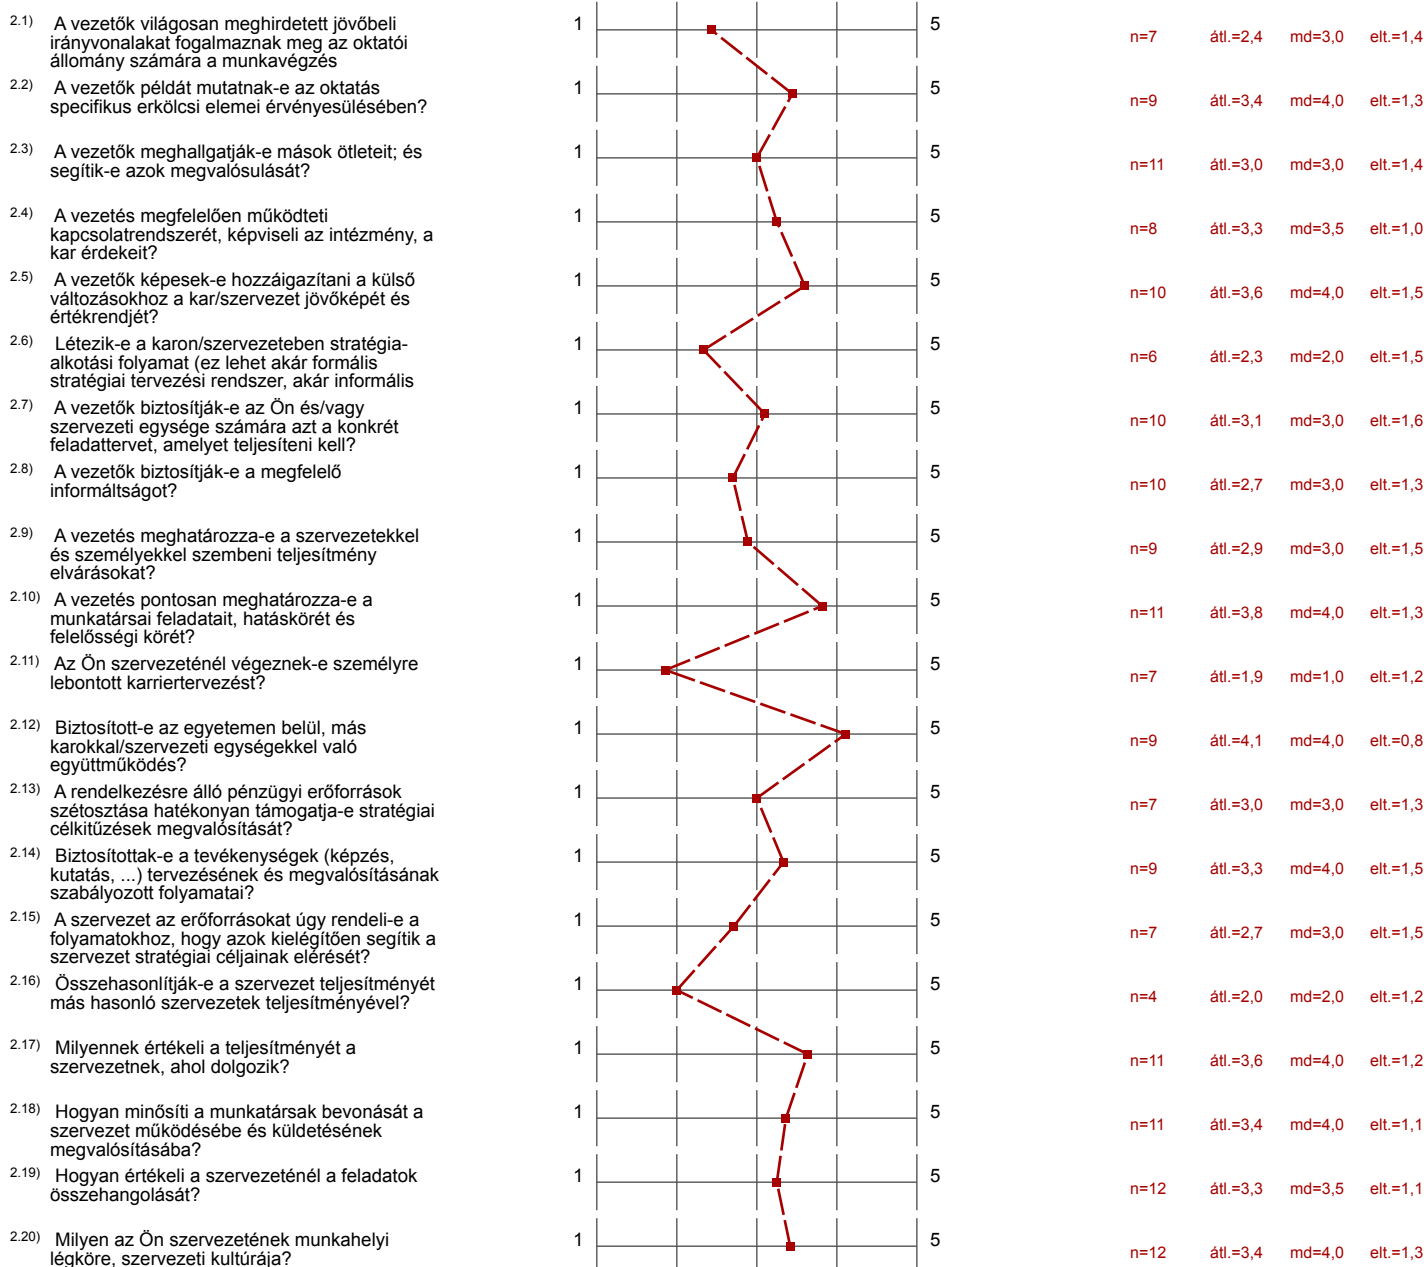 2.1) A vezetők világosan meghirdetett jövőbeli
irányvonalakat fogalmaznak meg az oktatói
állomány számára a munkavégzés
1 5 n=7 átl.=2,4 md=3,0 elt.=1,4
2.2) A vezetők példát mutatnak-e az oktatás
specifikus erkölcsi elemei érvényesülésében?
1 5 n=9 átl.=3,4 md=4,0 elt.=1,3
2.3) A vezetők meghallgatják-e mások ötleteit; és
segítik-e azok megvalósulását?
1 5 n=11 átl.=3,0 md=3,0 elt.=1,4
2.4) A vezetés megfelelően működteti
kapcsolatrendszerét, képviseli az intézmény, a
kar érdekeit?
1 5 n=8 átl.=3,3 md=3,5 elt.=1,0
2.5) A vezetők képesek-e hozzáigazítani a külső
változásokhoz a kar/szervezet jövőképét és
értékrendjét?
1 5 n=10 átl.=3,6 md=4,0 elt.=1,5
2.6) Létezik-e a karon/szervezeteben stratégia-
alkotási folyamat (ez lehet akár formális
stratégiai tervezési rendszer, akár informális
1 5 n=6 átl.=2,3 md=2,0 elt.=1,5
2.7) A vezetők biztosítják-e az Ön és/vagy
szervezeti egysége számára azt a konkrét
feladattervet, amelyet teljesíteni kell?
1 5 n=10 átl.=3,1 md=3,0 elt.=1,6
2.8) A vezetők biztosítják-e a megfelelő
informáltságot?
1 5 n=10 átl.=2,7 md=3,0 elt.=1,3
2.9) A vezetés meghatározza-e a szervezetekkel
és személyekkel szembeni teljesítmény
elvárásokat?
1 5 n=9 átl.=2,9 md=3,0 elt.=1,5
2.10) A vezetés pontosan meghatározza-e a
munkatársai feladatait, hatáskörét és
felelősségi körét?
1 5 n=11 átl.=3,8 md=4,0 elt.=1,3
2.11) Az Ön szervezeténél végeznek-e személyre
lebontott karriertervezést?
1 5 n=7 átl.=1,9 md=1,0 elt.=1,2
2.12) Biztosított-e az egyetemen belül, más
karokkal/szervezeti egységekkel való
együttműködés?
1 5 n=9 átl.=4,1 md=4,0 elt.=0,8
2.13) A rendelkezésre álló pénzügyi erőforrások
szétosztása hatékonyan támogatja-e stratégiai
célkitűzések megvalósítását?
1 5 n=7 átl.=3,0 md=3,0 elt.=1,3
2.14) Biztosítottak-e a tevékenységek (képzés,
kutatás, ...) tervezésének és megvalósításának
szabályozott folyamatai?
1 5 n=9 átl.=3,3 md=4,0 elt.=1,5
2.15) A szervezet az erőforrásokat úgy rendeli-e a
folyamatokhoz, hogy azok kielégítően segítik a
szervezet stratégiai céljainak elérését?
1 5 n=7 átl.=2,7 md=3,0 elt.=1,5
2.16) Összehasonlítják-e a szervezet teljesítményét
más hasonló szervezetek teljesítményével?
1 5 n=4 átl.=2,0 md=2,0 elt.=1,2
2.17) Milyennek értékeli a teljesítményét a
szervezetnek, ahol dolgozik?
1 5 n=11 átl.=3,6 md=4,0 elt.=1,2
2.18) Hogyan minősíti a munkatársak bevonását a
szervezet működésébe és küldetésének
megvalósításába?
1 5 n=11 átl.=3,4 md=4,0 elt.=1,1
2.19) Hogyan értékeli a szervezeténél a feladatok
összehangolását?
1 5 n=12 átl.=3,3 md=3,5 elt.=1,1
2.20) Milyen az Ön szervezetének munkahelyi
légköre, szervezeti kultúrája?
1 5 n=12 átl.=3,4 md=4,0 elt.=1,3